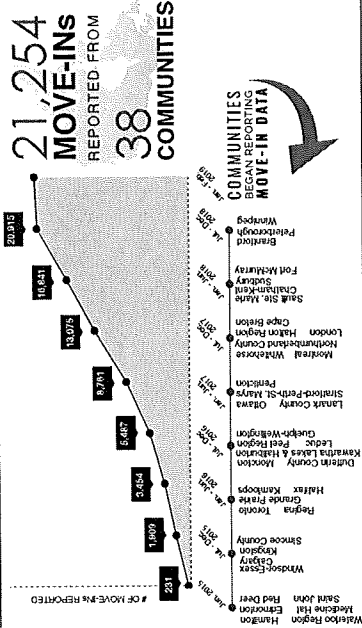 21,254
MOVE-INs
REPORTED FROM
38
COMMUNITIES
COMMUNITIES
BEGAN REPORTING
MOVE-IN DATA
# OF MOVE-INs REPORTED
231
1,909
3,454
5,487
8,781
13,075
16,841
20,915
Jun. 2015
Jul. - Dec.
2015
Jan. - Jun.
2016
Jul. - Dec.
2016
Jan. - Jun.
2017
Jul. - Dec.
2017
Jan. - Jun.
2018
Jul. - Dec.
2018
Jan. - Feb.
2019
Waterloo Region Hamilton
Medicine Hat Edmonton
Saint John Red Deer
Windsor-Essex
Calgary
Kingston
Simcoe County
Regina Toronto
Grande Prairie
Halifax Kamloops
Dufferin County Moncton
Kawartha Lakes & Haliburton
Leduc Peel Region
Guelph-Wellington
Lanark County Ottawa
Stratford-Perth-St. Marys
Penticton
Montreal Whitehorse
Northumberland County
London Halton Region
Cape Breton
Sault Ste. Marie
Chatham-Kent
Sudbury
Fort McMurray
Brantford
Peterborough
Winnipeg